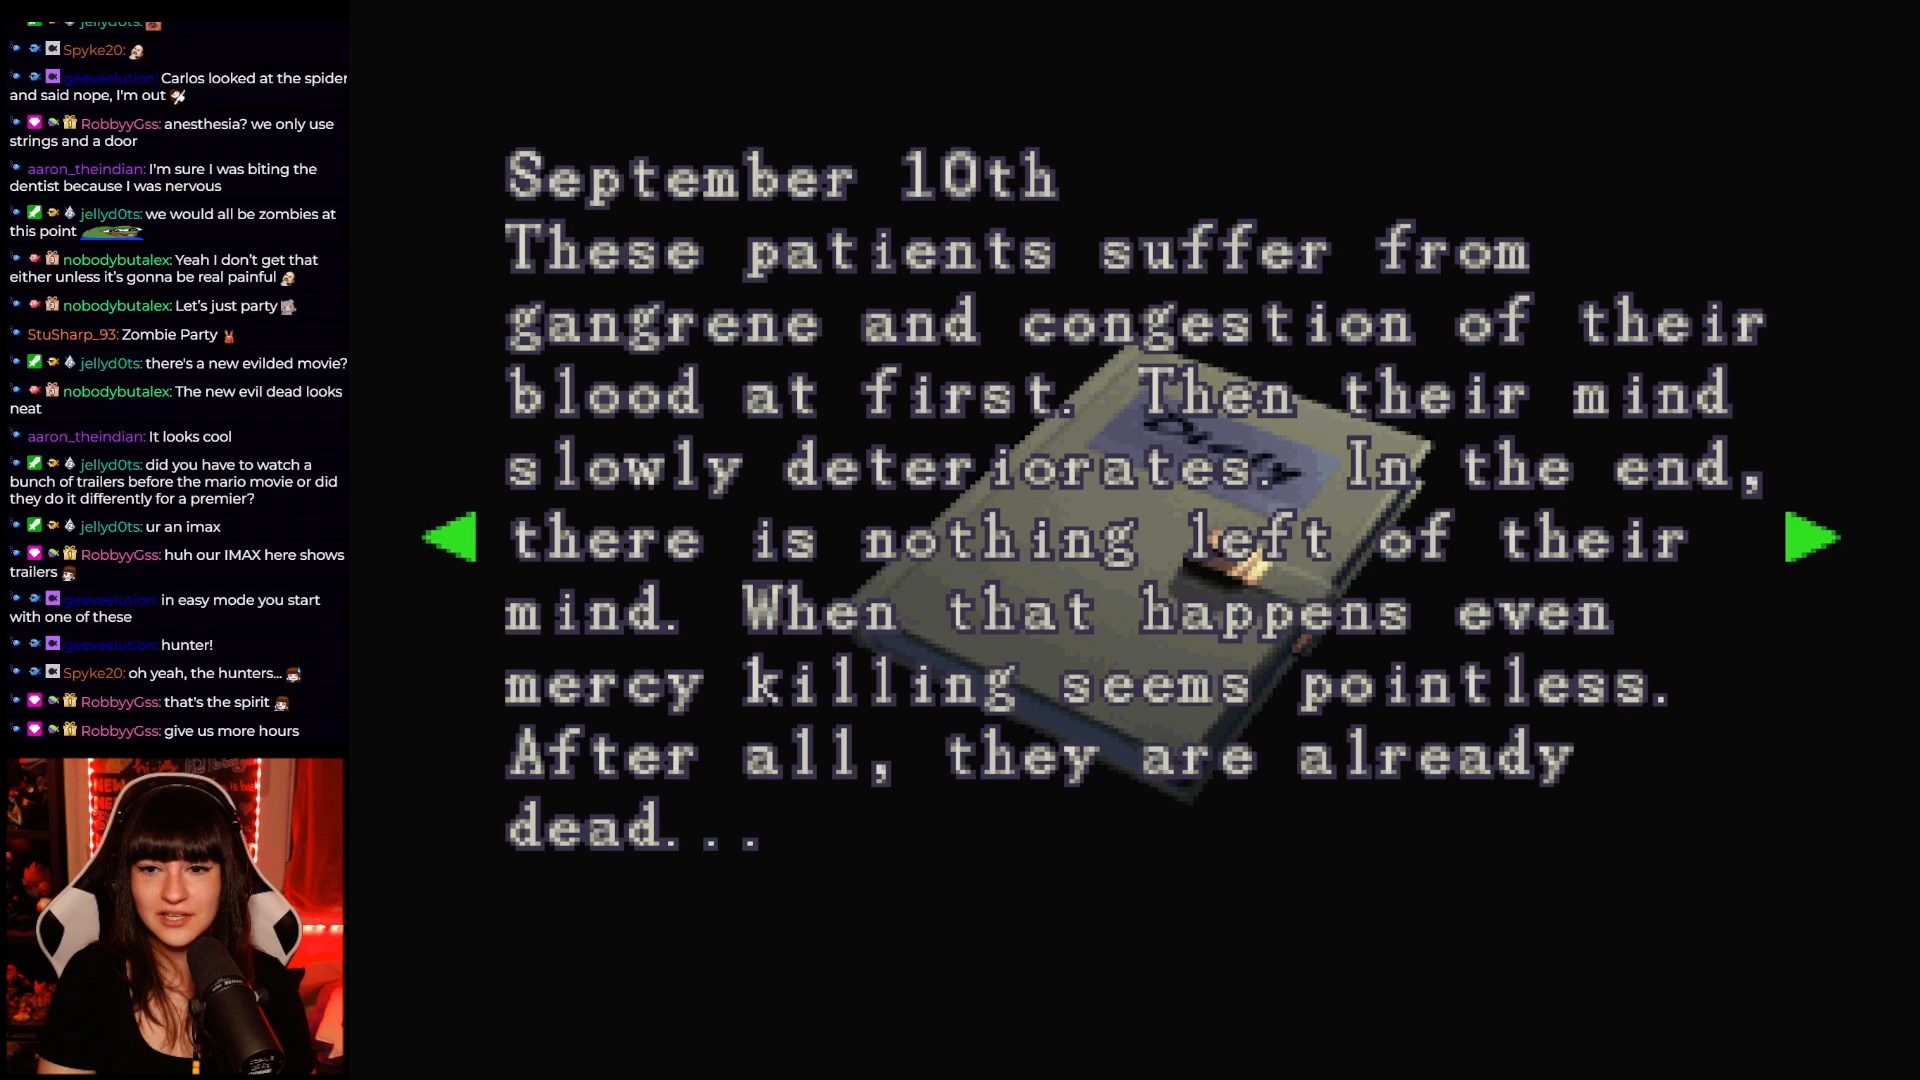 jellyd0ts:
Spyke20:
geeveelution: Carlos looked at the spider
and said nope, I'm out
RobbyyGss: anesthesia? we only use
strings and a door
aaron_theindian: I'm sure I was biting the
dentist because I was nervous
jellyd0ts: we would all be zombies at
this point
nobodybutalex: Yeah I don't get that
either unless it's gonna be real painful
nobodybutalex: Let's just party
StuSharp_93: Zombie Party
jellyd0ts: there's a new evilded movie?
nobodybutalex: The new evil dead looks
neat
aaron_theindian: It looks cool
jellyd0ts: did you have to watch a
bunch of trailers before the mario movie or did
they do it differently for a premier?
jellyd0ts: ur an imax
RobbyyGss: huh our IMAX here shows
trailers
geeveelution: in easy mode you start
with one of these
geeveelution: hunter!
Spyke20: oh yeah, the hunters...
RobbyyGss: that's the spirit
RobbyyGss: give us more hours
September 10th
These patients suffer from
gangrene and congestion of their
blood at first. Then their mind
slowly deteriorates. In the end,
there is nothing left of their
mind. When that happens even
mercy killing seems pointless.
After all, they are already
dead...